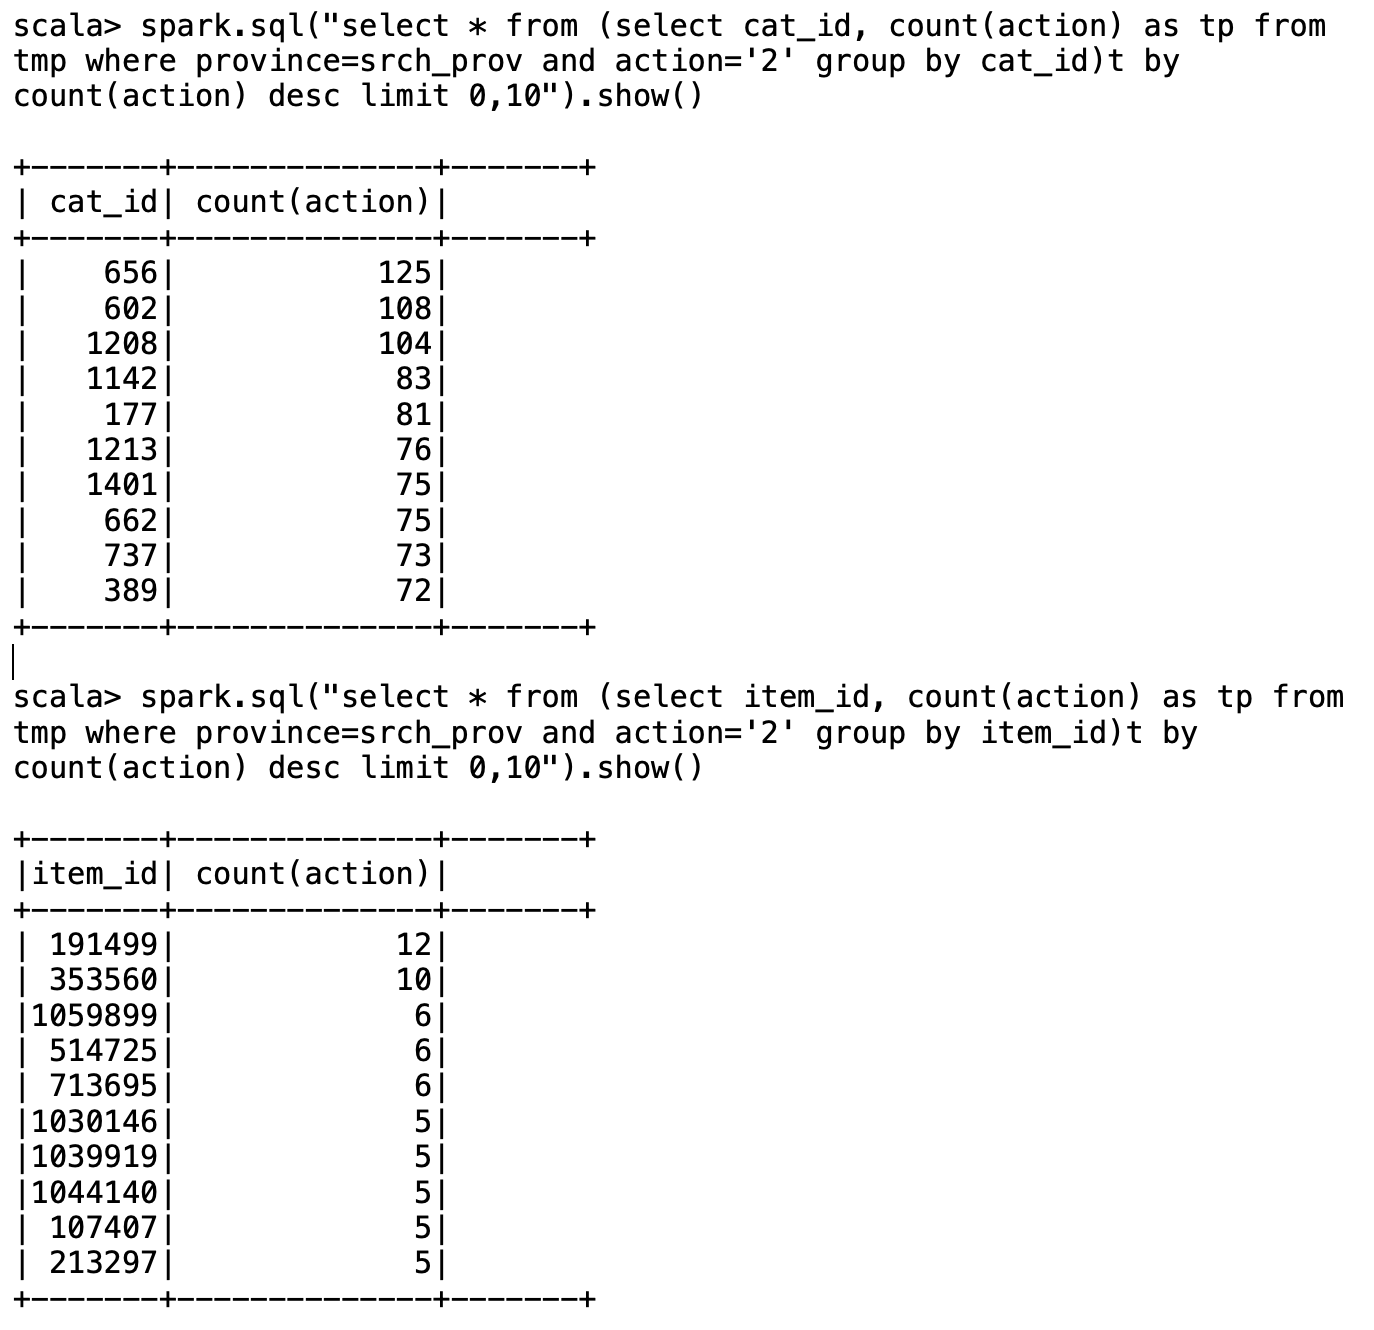 scala> spark.sql("select * from (select cat_id, count(action) as tp from
tmp where province=srch_prov and action='2' group by cat_id)t by
count(action) desc limit 0,10").show()
+-------+--------------+-------+
| cat_id| count(action)|
+-------+--------------+-------+
|    656|           125|
|    602|           108|
|   1208|           104|
|   1142|            83|
|    177|            81|
|   1213|            76|
|   1401|            75|
|    662|            75|
|    737|            73|
|    389|            72|
+-------+--------------+-------+
scala> spark.sql("select * from (select item_id, count(action) as tp from
tmp where province=srch_prov and action='2' group by item_id)t by
count(action) desc limit 0,10").show()
+-------+--------------+-------+
|item_id| count(action)|
+-------+--------------+-------+
| 191499|            12|
| 353560|            10|
|1059899|             6|
| 514725|             6|
| 713695|             6|
|1030146|             5|
|1039919|             5|
|1044140|             5|
| 107407|             5|
| 213297|             5|
+-------+--------------+-------+